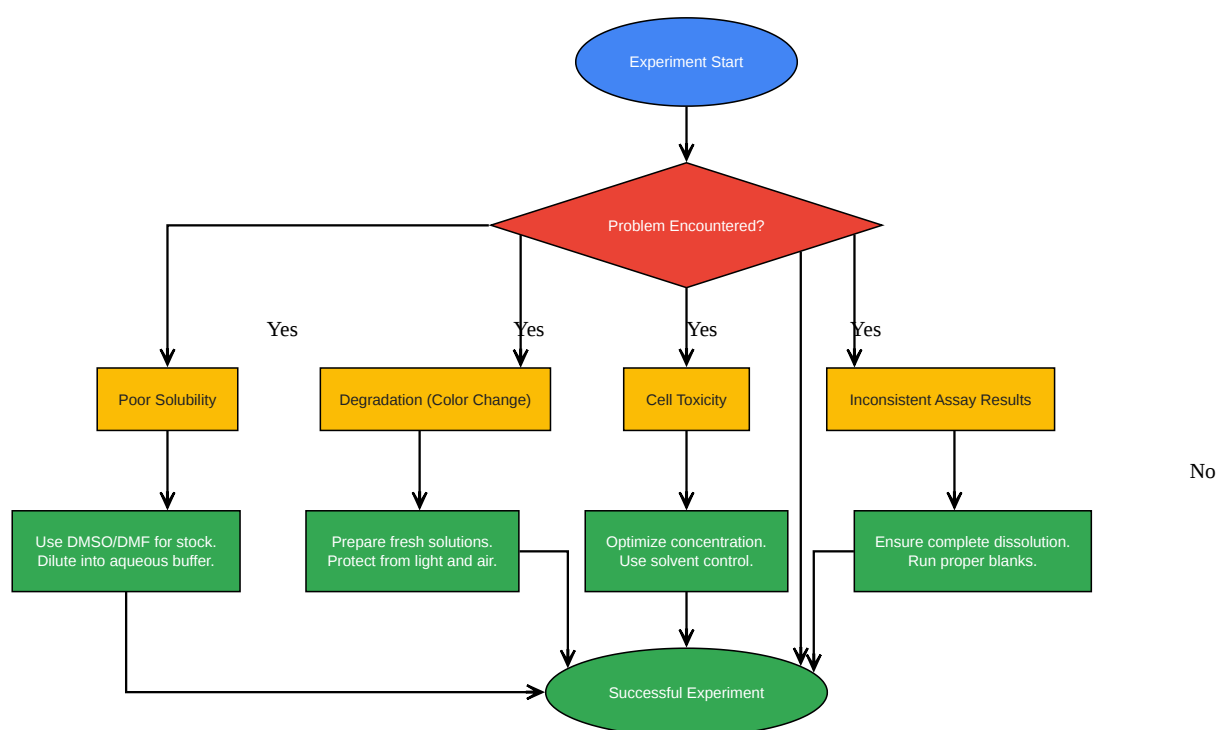 Experiment Start
Problem Encountered?
Yes
Yes
Yes
Yes
Poor Solubility
Degradation (Color Change)
Cell Toxicity
Inconsistent Assay Results
No
Use DMSO/DMF for stock.
Dilute into aqueous buffer.
Prepare fresh solutions.
Protect from light and air.
Optimize concentration.
Use solvent control.
Ensure complete dissolution.
Run proper blanks.
Successful Experiment